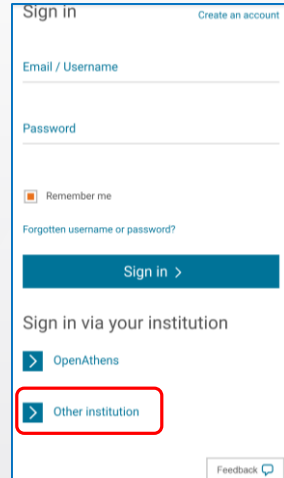 Sign in
Create an account
Email / Username
Password
Remember me
Forgotten username or password?
Sign in >
Sign in via your institution
OpenAthens
Other institution
Feedback